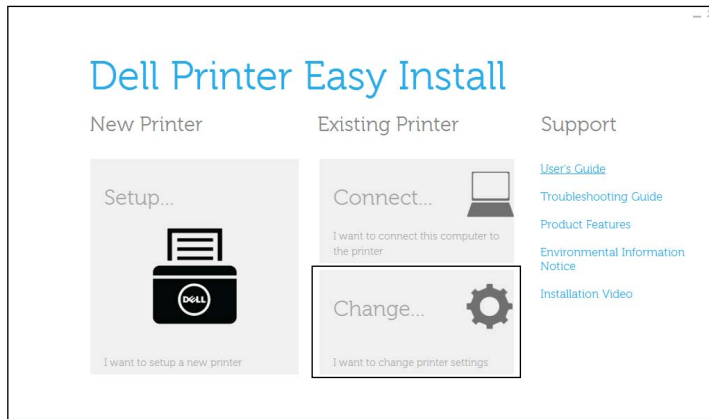 Dell Printer Easy Install
New Printer
Setup...
DELL
I want to setup a new printer
Existing Printer
Connect...
I want to connect this computer to
the printer
Change...
I want to change printer settings
Support
User's Guide
Troubleshooting Guide
Product Features
Environmental Information
Notice
Installation Video